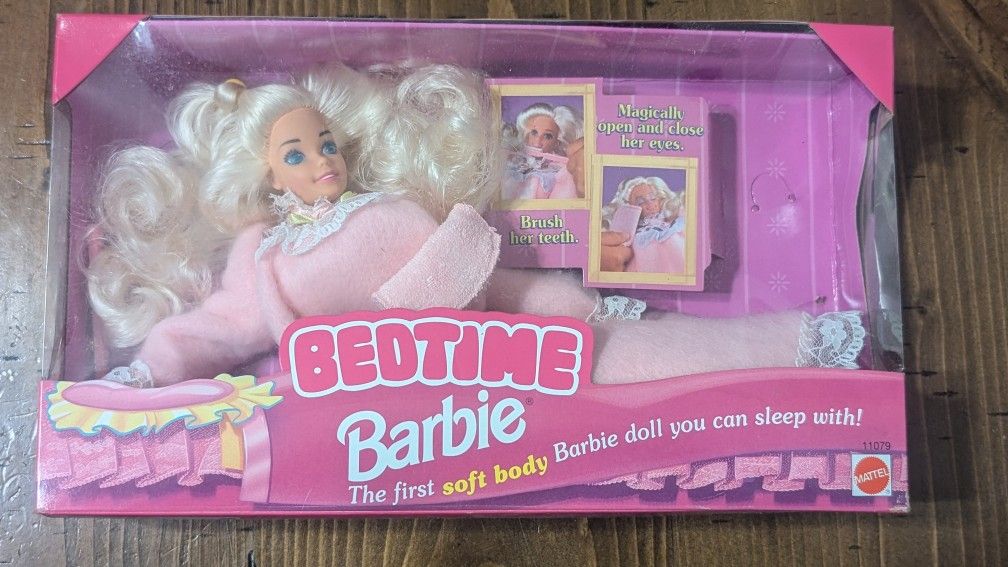 Magically
open and close
her eyes.
Brush
her teeth.
BEDTIME
Barbie®
The first soft body Barbie doll you can sleep with!
11079
MATTEL